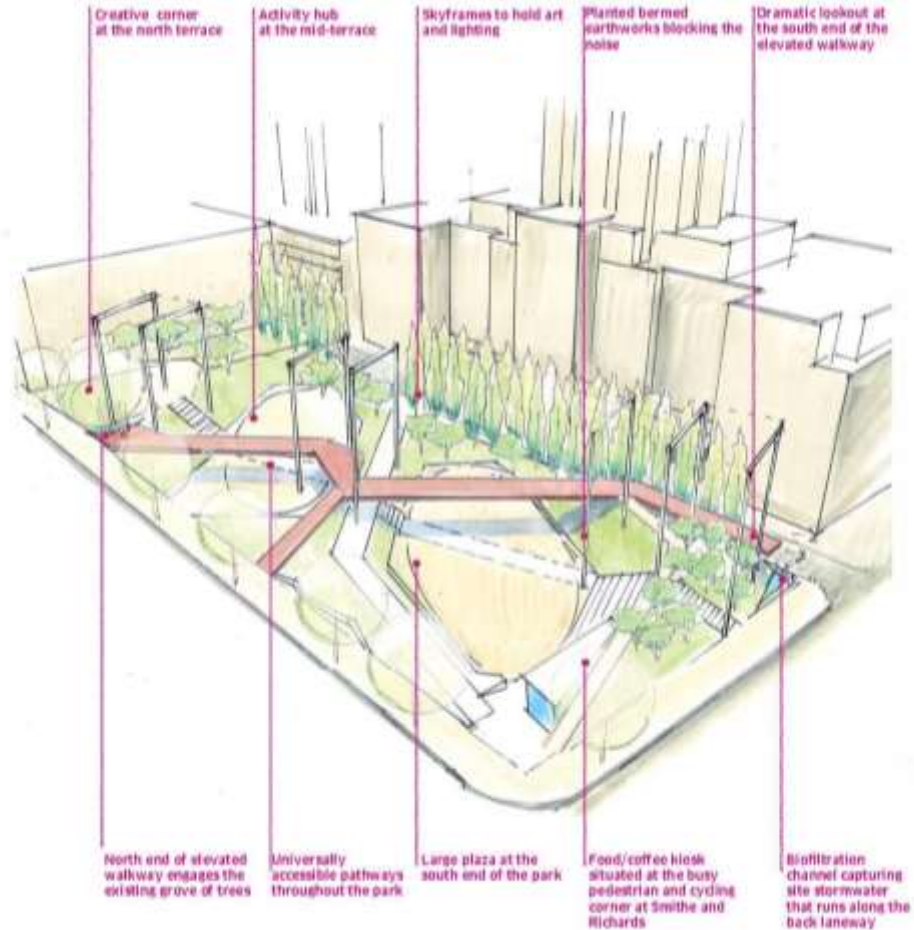 Creative corner
at the north terrace
Activity hub
at the mid-terrace
Skyframes to hold art
and lighting
Planted bermed
earthworks blocking the
noise
Dramatic lookout at
the south end of the
elevated walkway
North end of elevated
walkway engages the
existing grove of trees
Universally
accessible pathways
throughout the park
Large plaza at the
south end of the park
Food/coffee kiosk
situated at the busy
pedestrian and cycling
corner at Smithe and
Richards
Biofiltration
channel capturing
site stormwater
that runs along the
back laneway